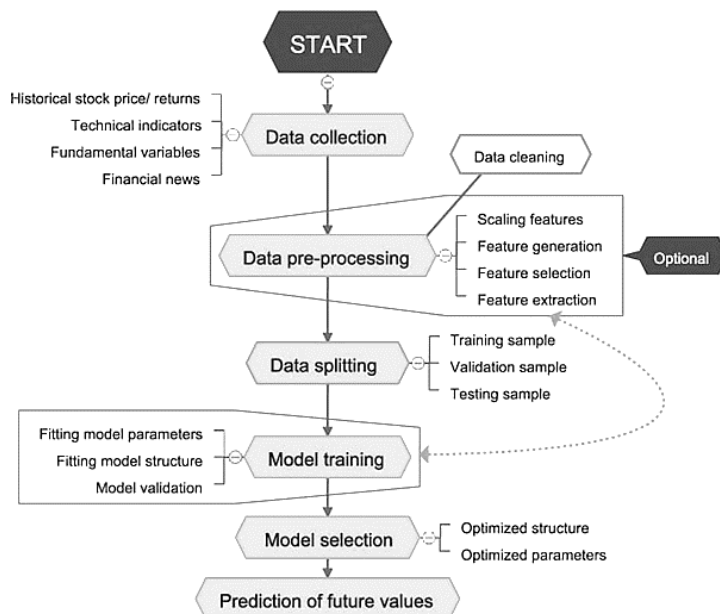 START
Historical stock price/ returns
Technical indicators
Fundamental variables
Financial news
Data collection
Data cleaning
Data pre-processing
Scaling features
Feature generation
Feature selection
Feature extraction
Optional
Data splitting
Training sample
Validation sample
Testing sample
Fitting model parameters
Fitting model structure
Model validation
Model training
Model selection
Optimized structure
Optimized parameters
Prediction of future values